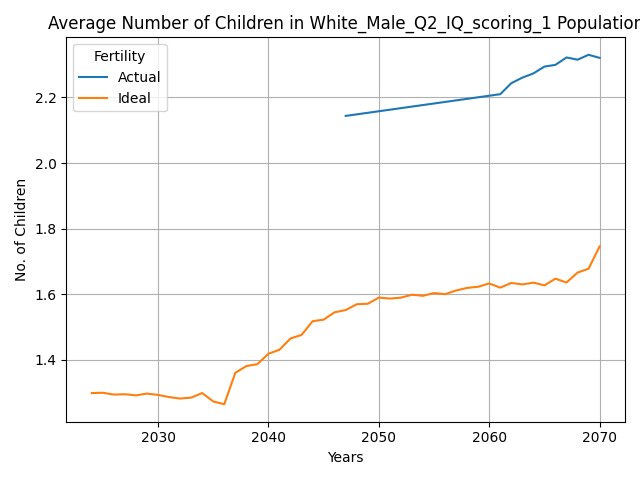 Average Number of Children in White_Male_Q2_IQ_scoring_1 Population
Fertility
Actual
Ideal
No. of Children
2.2
2.0
1.8
1.6
1.4
2030 2040 2050 2060 2070
Years